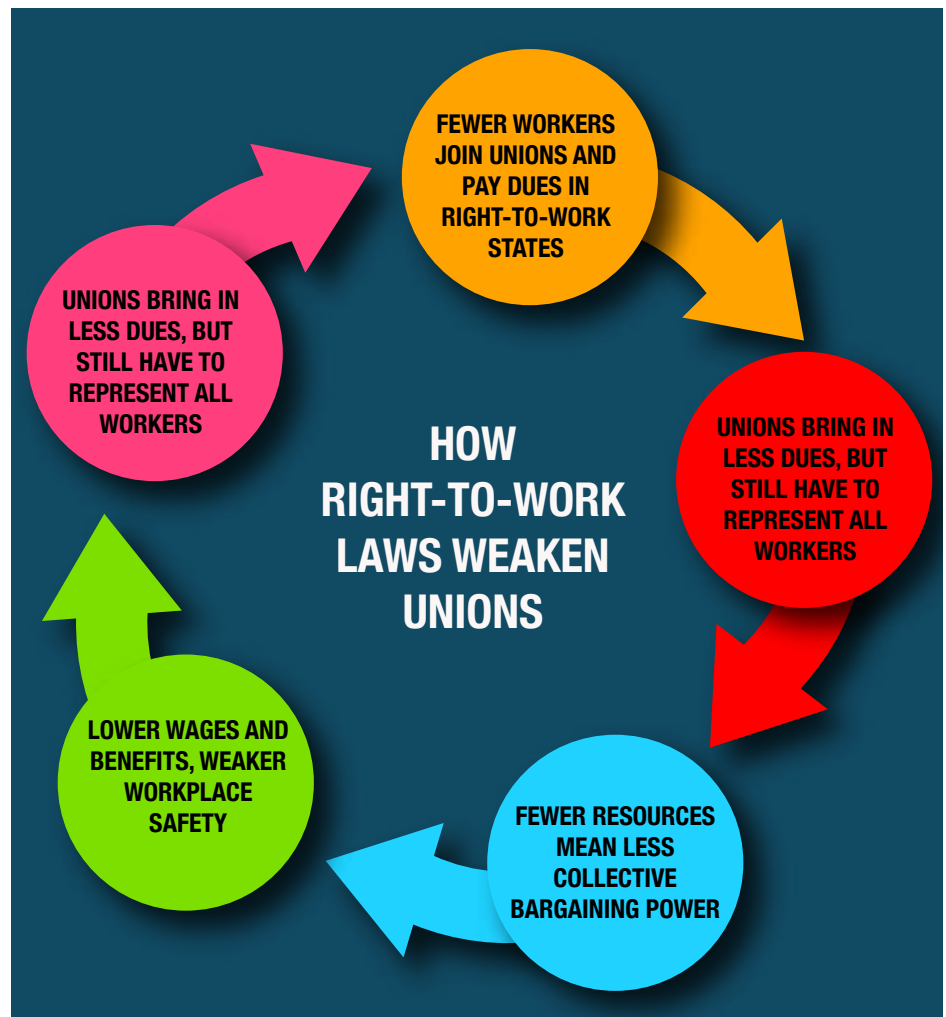 HOW
RIGHT-TO-WORK
LAWS WEAKEN
UNIONS
FEWER WORKERS
JOIN UNIONS AND
PAY DUES IN
RIGHT-TO-WORK
STATES
UNIONS BRING IN
LESS DUES, BUT
STILL HAVE TO
REPRESENT ALL
WORKERS
FEWER RESOURCES
MEAN LESS
COLLECTIVE
BARGAINING POWER
LOWER WAGES AND
BENEFITS, WEAKER
WORKPLACE
SAFETY
UNIONS BRING IN
LESS DUES, BUT
STILL HAVE TO
REPRESENT ALL
WORKERS